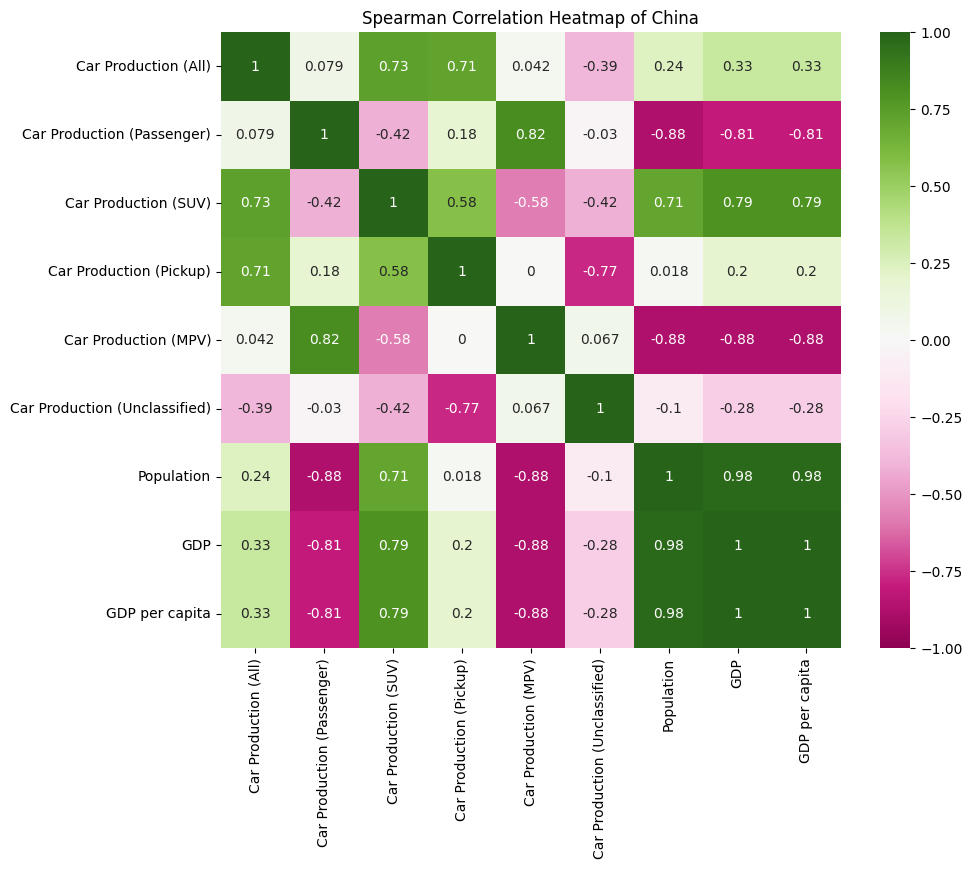 Spearman Correlation Heatmap of China
Car Production (All) 1 0.079 0.73 0.71 0.042 -0.39 0.24 0.33 0.33
Car Production (Passenger) 0.079 1 -0.42 0.18 0.82 -0.03 -0.88 -0.81 -0.81
Car Production (SUV) 0.73 -0.42 1 0.58 -0.58 -0.42 0.71 0.79 0.79
Car Production (Pickup) 0.71 0.18 0.58 1 0 -0.77 0.018 0.2 0.2
Car Production (MPV) 0.042 0.82 -0.58 0 1 0.067 -0.88 -0.88 -0.88
Car Production (Unclassified) -0.39 -0.03 -0.42 -0.77 0.067 1 -0.1 -0.28 -0.28
Population 0.24 -0.88 0.71 0.018 -0.88 -0.1 1 0.98 0.98
GDP 0.33 -0.81 0.79 0.2 -0.88 -0.28 0.98 1 1
GDP per capita 0.33 -0.81 0.79 0.2 -0.88 -0.28 0.98 1 1
Car Production (All)
Car Production (Passenger)
Car Production (SUV)
Car Production (Pickup)
Car Production (MPV)
Car Production (Unclassified)
Population
GDP
GDP per capita
1.00
0.75
0.50
0.25
0.00
−0.25
−0.50
−0.75
−1.00